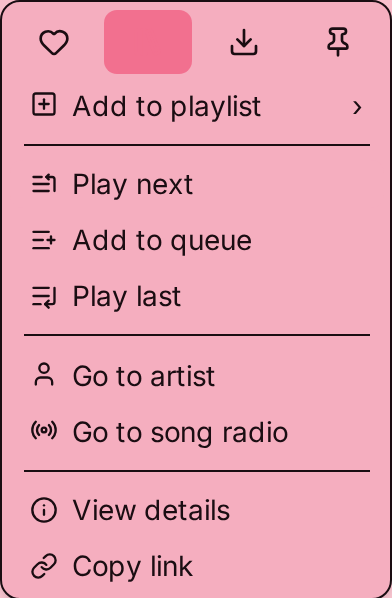 Add to playlist
Play next
Add to queue
Play last
Go to artist
Go to song radio
View details
Copy link